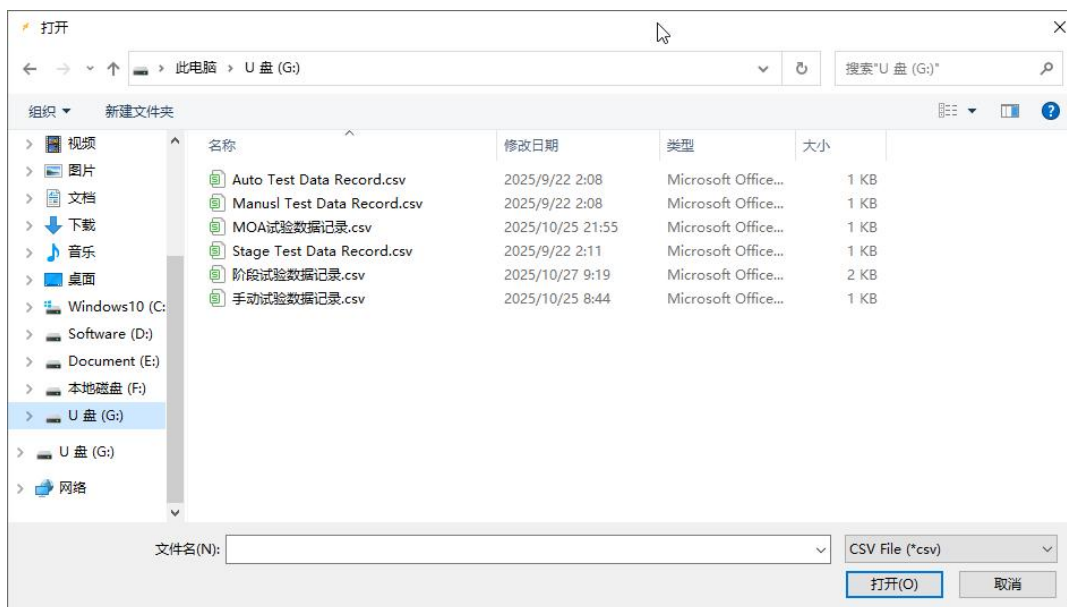 打开
此电脑 > U 盘 (G:)
搜索"U 盘 (G:)"
组织
新建文件夹
视频
图片
文档
下载
音乐
桌面
Windows10 (C:
Software (D:)
Document (E:)
本地磁盘 (F:)
U 盘 (G:)
U 盘 (G:)
网络
名称 修改日期 类型 大小
Auto Test Data Record.csv 2025/9/22 2:08 Microsoft Office... 1 KB
Manusl Test Data Record.csv 2025/9/22 2:08 Microsoft Office... 1 KB
MOA试验数据记录.csv 2025/10/25 21:55 Microsoft Office... 1 KB
Stage Test Data Record.csv 2025/9/22 2:11 Microsoft Office... 1 KB
阶段试验数据记录.csv 2025/10/27 9:19 Microsoft Office... 2 KB
手动试验数据记录.csv 2025/10/25 8:44 Microsoft Office... 1 KB
文件名(N):
CSV File (*csv)
打开(O)
取消